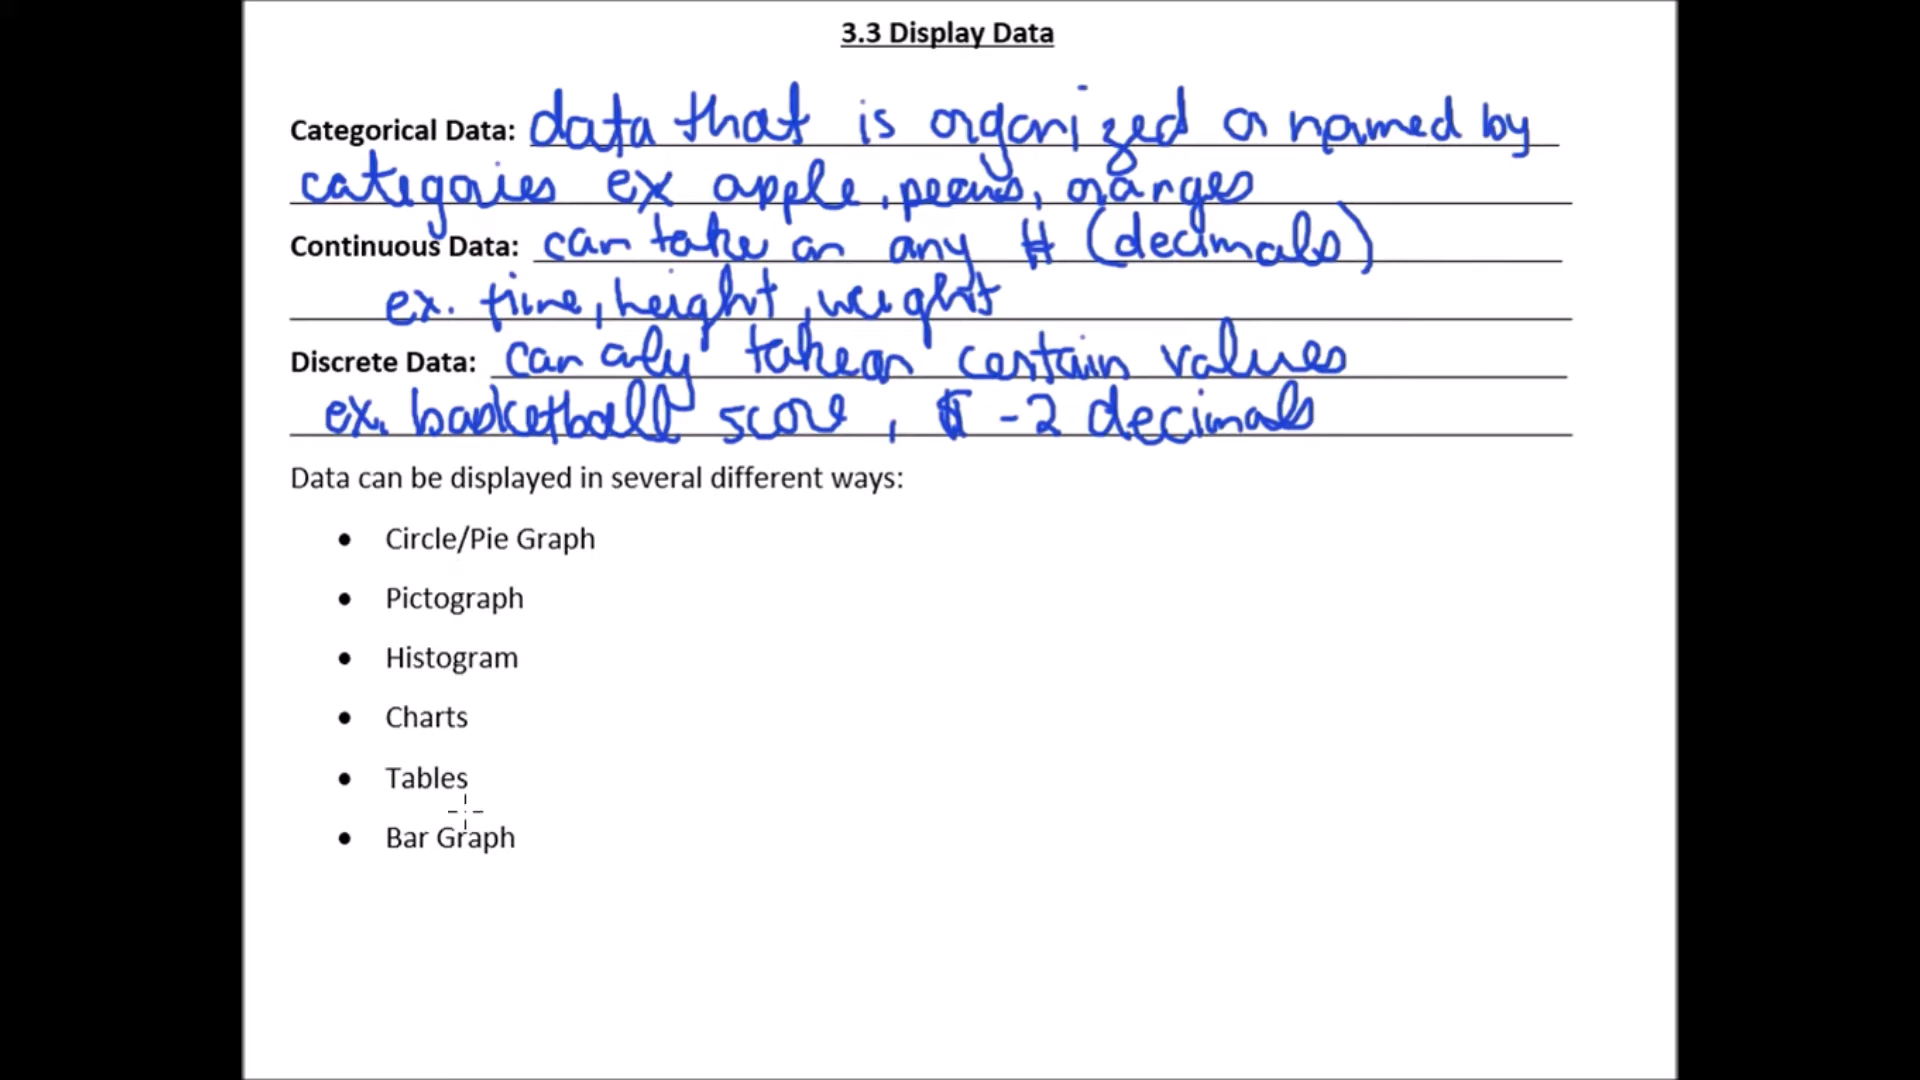 3.3 Display Data
Categorical Data: data that is organized or named by
categories ex apple, pears, oranges
Continuous Data: can take on any # (decimals)
ex. time, height, weight
Discrete Data: can only take on certain values
ex. basketball score, $ -2 decimals
Data can be displayed in several different ways:
• Circle/Pie Graph
• Pictograph
• Histogram
• Charts
• Tables
• Bar Graph